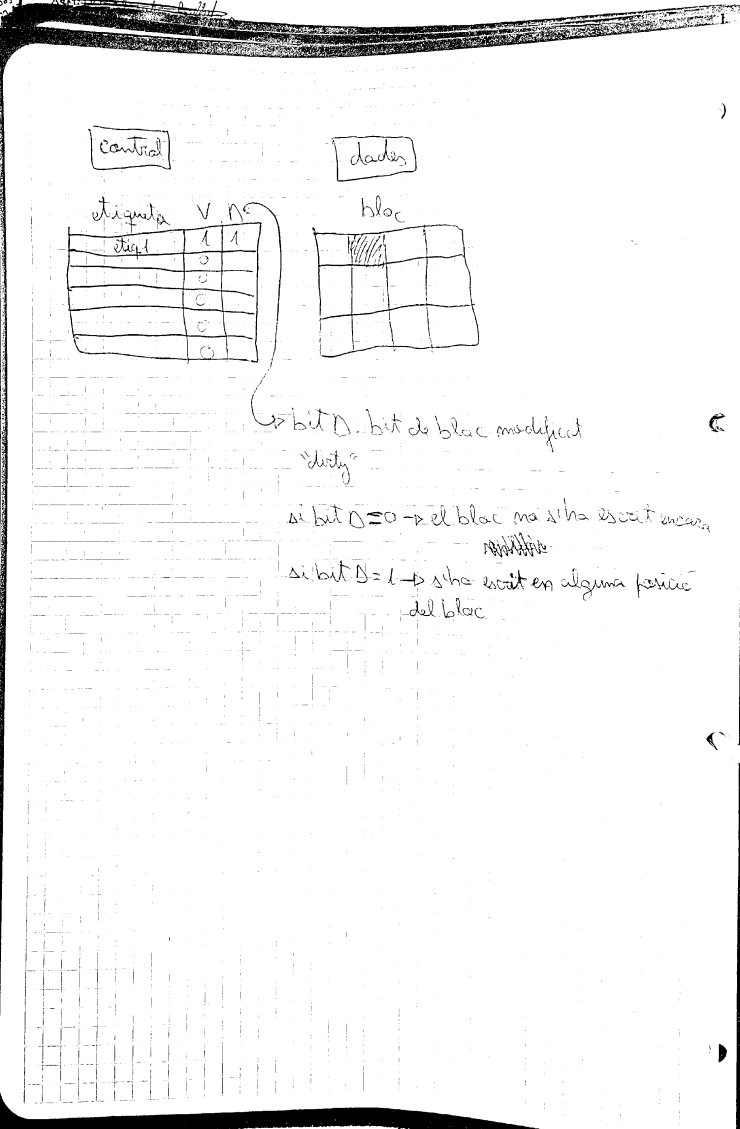 control
dades
etiqueta V D
bloc
etiq1 1 1
0
0
0
0
0
bit D. bit de bloc modificat
"dirty"
si bit D=0 → el bloc no s'ha escrit encara
si bit D=1 → s'ha escrit en alguna posició
del bloc